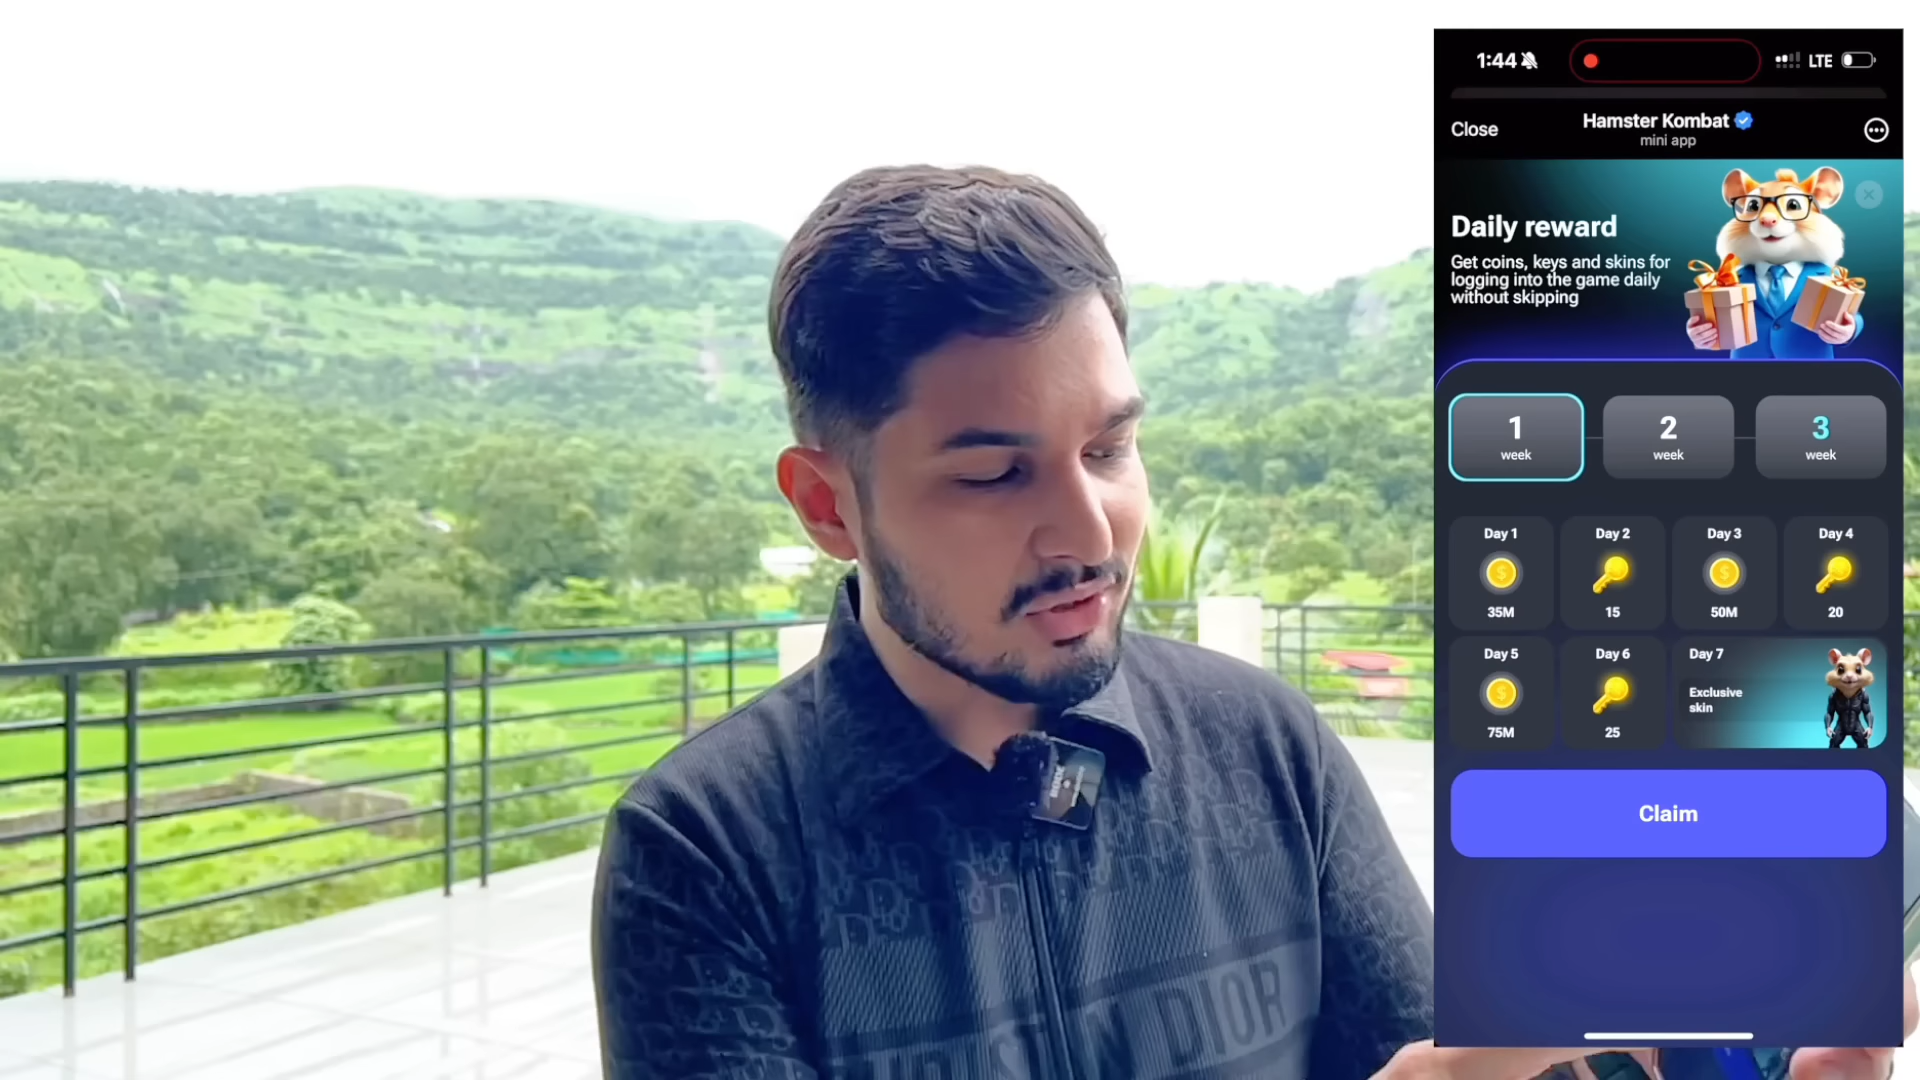 1:44
LTE
Close
Hamster Kombat
mini app
Daily reward
Get coins, keys and skins for
logging into the game daily
without skipping
1
week
2
week
3
week
Day 1
35M
Day 2
15
Day 3
50M
Day 4
20
Day 5
75M
Day 6
25
Day 7
Exclusive
skin
Claim
DIOR